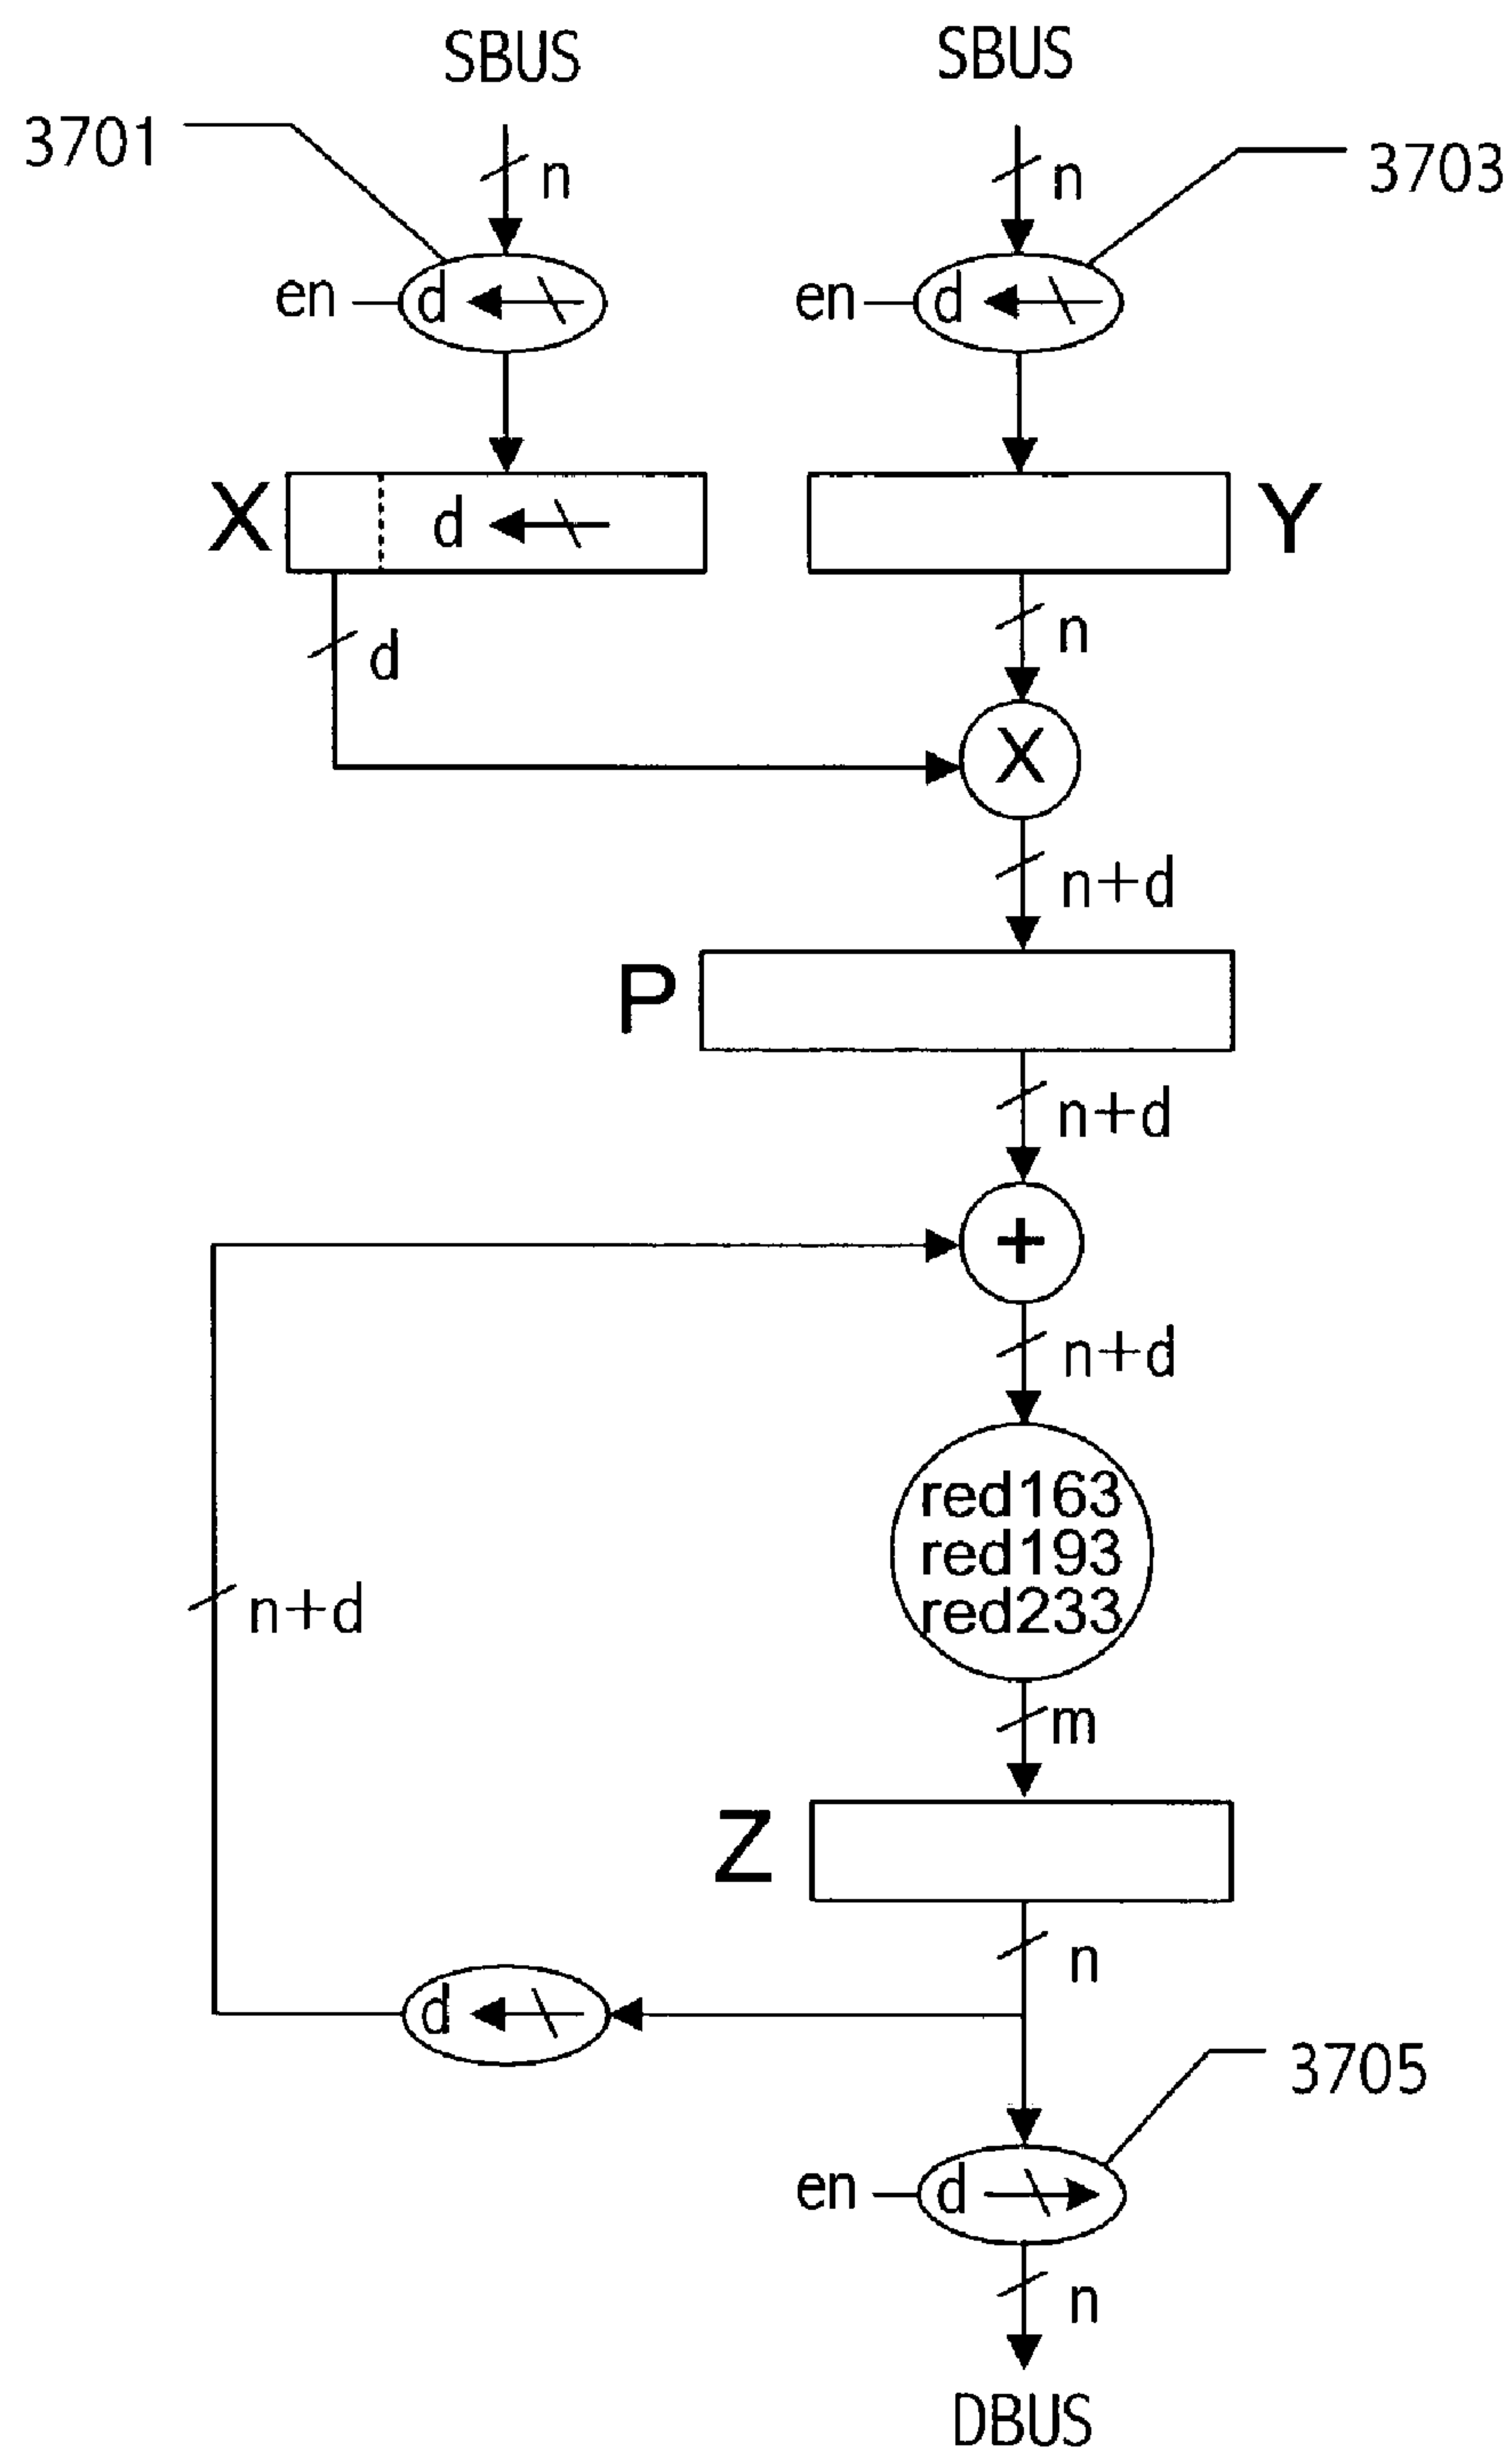 SBUS
SBUS
3701
n
n
3703
en
d
en
d
X
d
Y
d
n
X
n+d
P
n+d
+
n+d
red163
red193
red233
n+d
m
Z
n
d
3705
en
d
n
DBUS